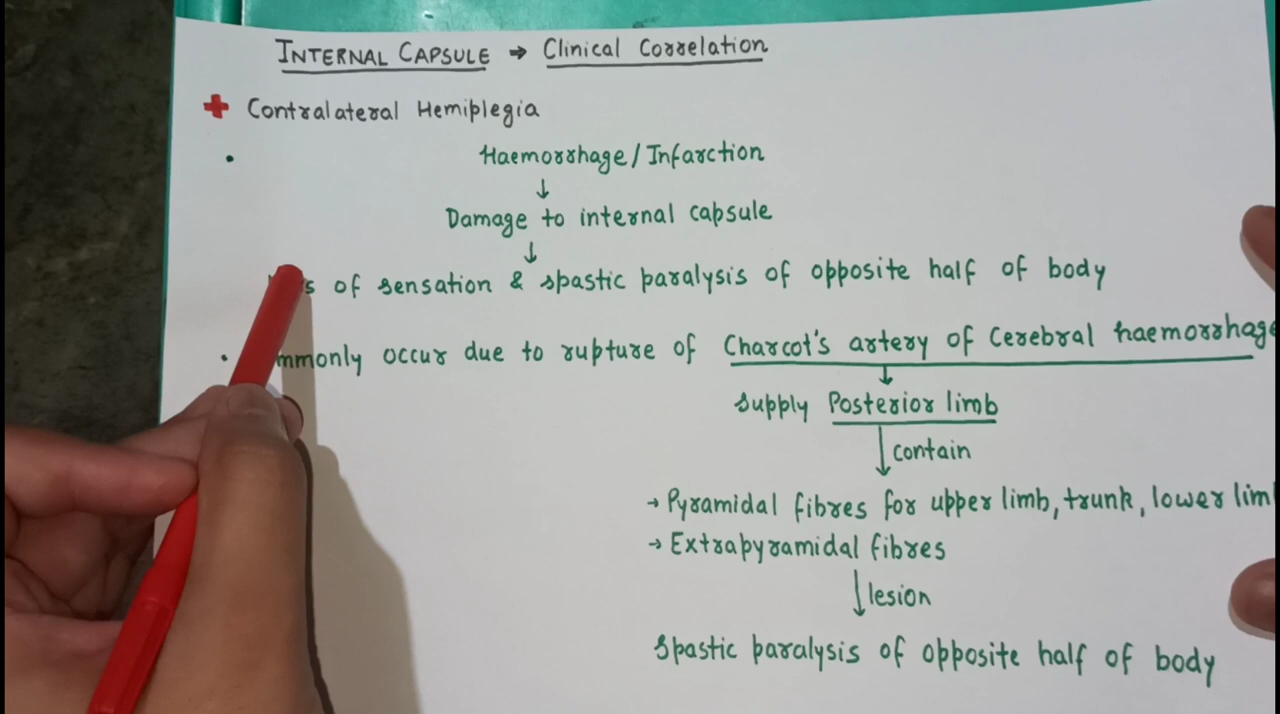 INTERNAL CAPSULE → Clinical Correlation
+ Contralateral Hemiplegia
• Haemorrhage/Infarction
↓
Damage to internal capsule
↓
of sensation & spastic paralysis of opposite half of body
• occur due to rupture of Charcot's artery of Cerebral haemorrhage
↓
supply Posterior limb
↓ contain
→ Pyramidal fibres for upper limb, trunk, lower
→ Extrapyramidal fibres
↓ lesion
Spastic paralysis of opposite half of body